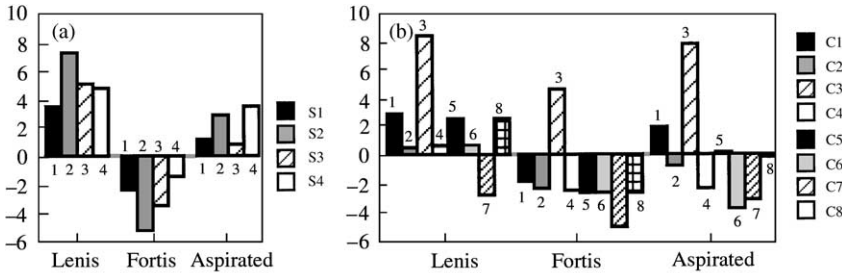 (a)
10
8
6
4
2
0
−2
−4
−6
1 2 3 4
1 2 3 4
1 2 3 4
Lenis Fortis Aspirated
S1
S2
S3
S4
(b)
10
8
6
4
2
0
−2
−4
−6
1 2 3 4 5 6 7 8
1 2 3 4 5 6 7 8
1 2 3 4 5 6 7 8
Lenis Fortis Aspirated
C1
C2
C3
C4
C5
C6
C7
C8